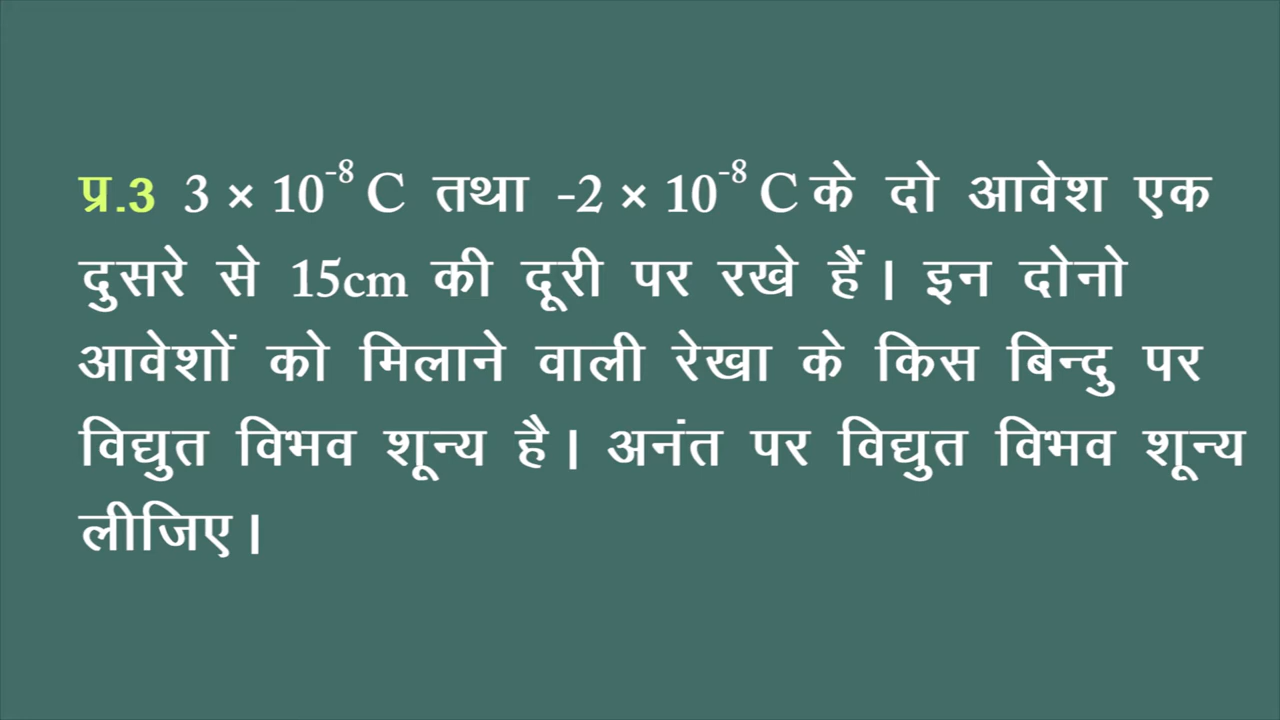 प्र.3 3 × 10⁻⁸ C तथा -2 × 10⁻⁸ C के दो आवेश एक
दुसरे से 15cm की दूरी पर रखे हैं। इन दोनो
आवेशों को मिलाने वाली रेखा के किस बिन्दु पर
विद्युत विभव शून्य है। अनंत पर विद्युत विभव शून्य
लीजिए।